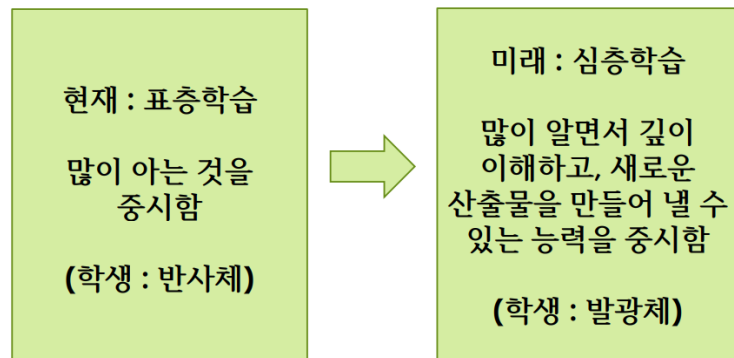 현재 : 표층학습
많이 아는 것을
중시함
(학생 : 반사체)
미래 : 심층학습
많이 알면서 깊이
이해하고, 새로운
산출물을 만들어 낼 수
있는 능력을 중시함
(학생 : 발광체)